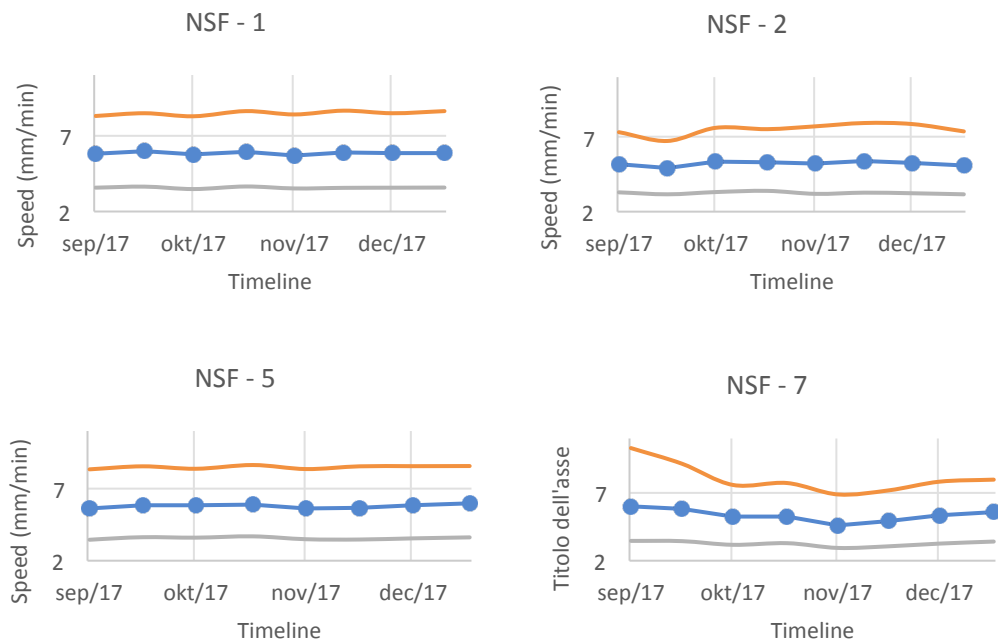 NSF - 1
Speed (mm/min)
7
2
sep/17 okt/17 nov/17 dec/17
Timeline
NSF - 2
Speed (mm/min)
7
2
sep/17 okt/17 nov/17 dec/17
Timeline
NSF - 5
Speed (mm/min)
7
2
sep/17 okt/17 nov/17 dec/17
Timeline
NSF - 7
Titolo dell'asse
7
2
sep/17 okt/17 nov/17 dec/17
Timeline